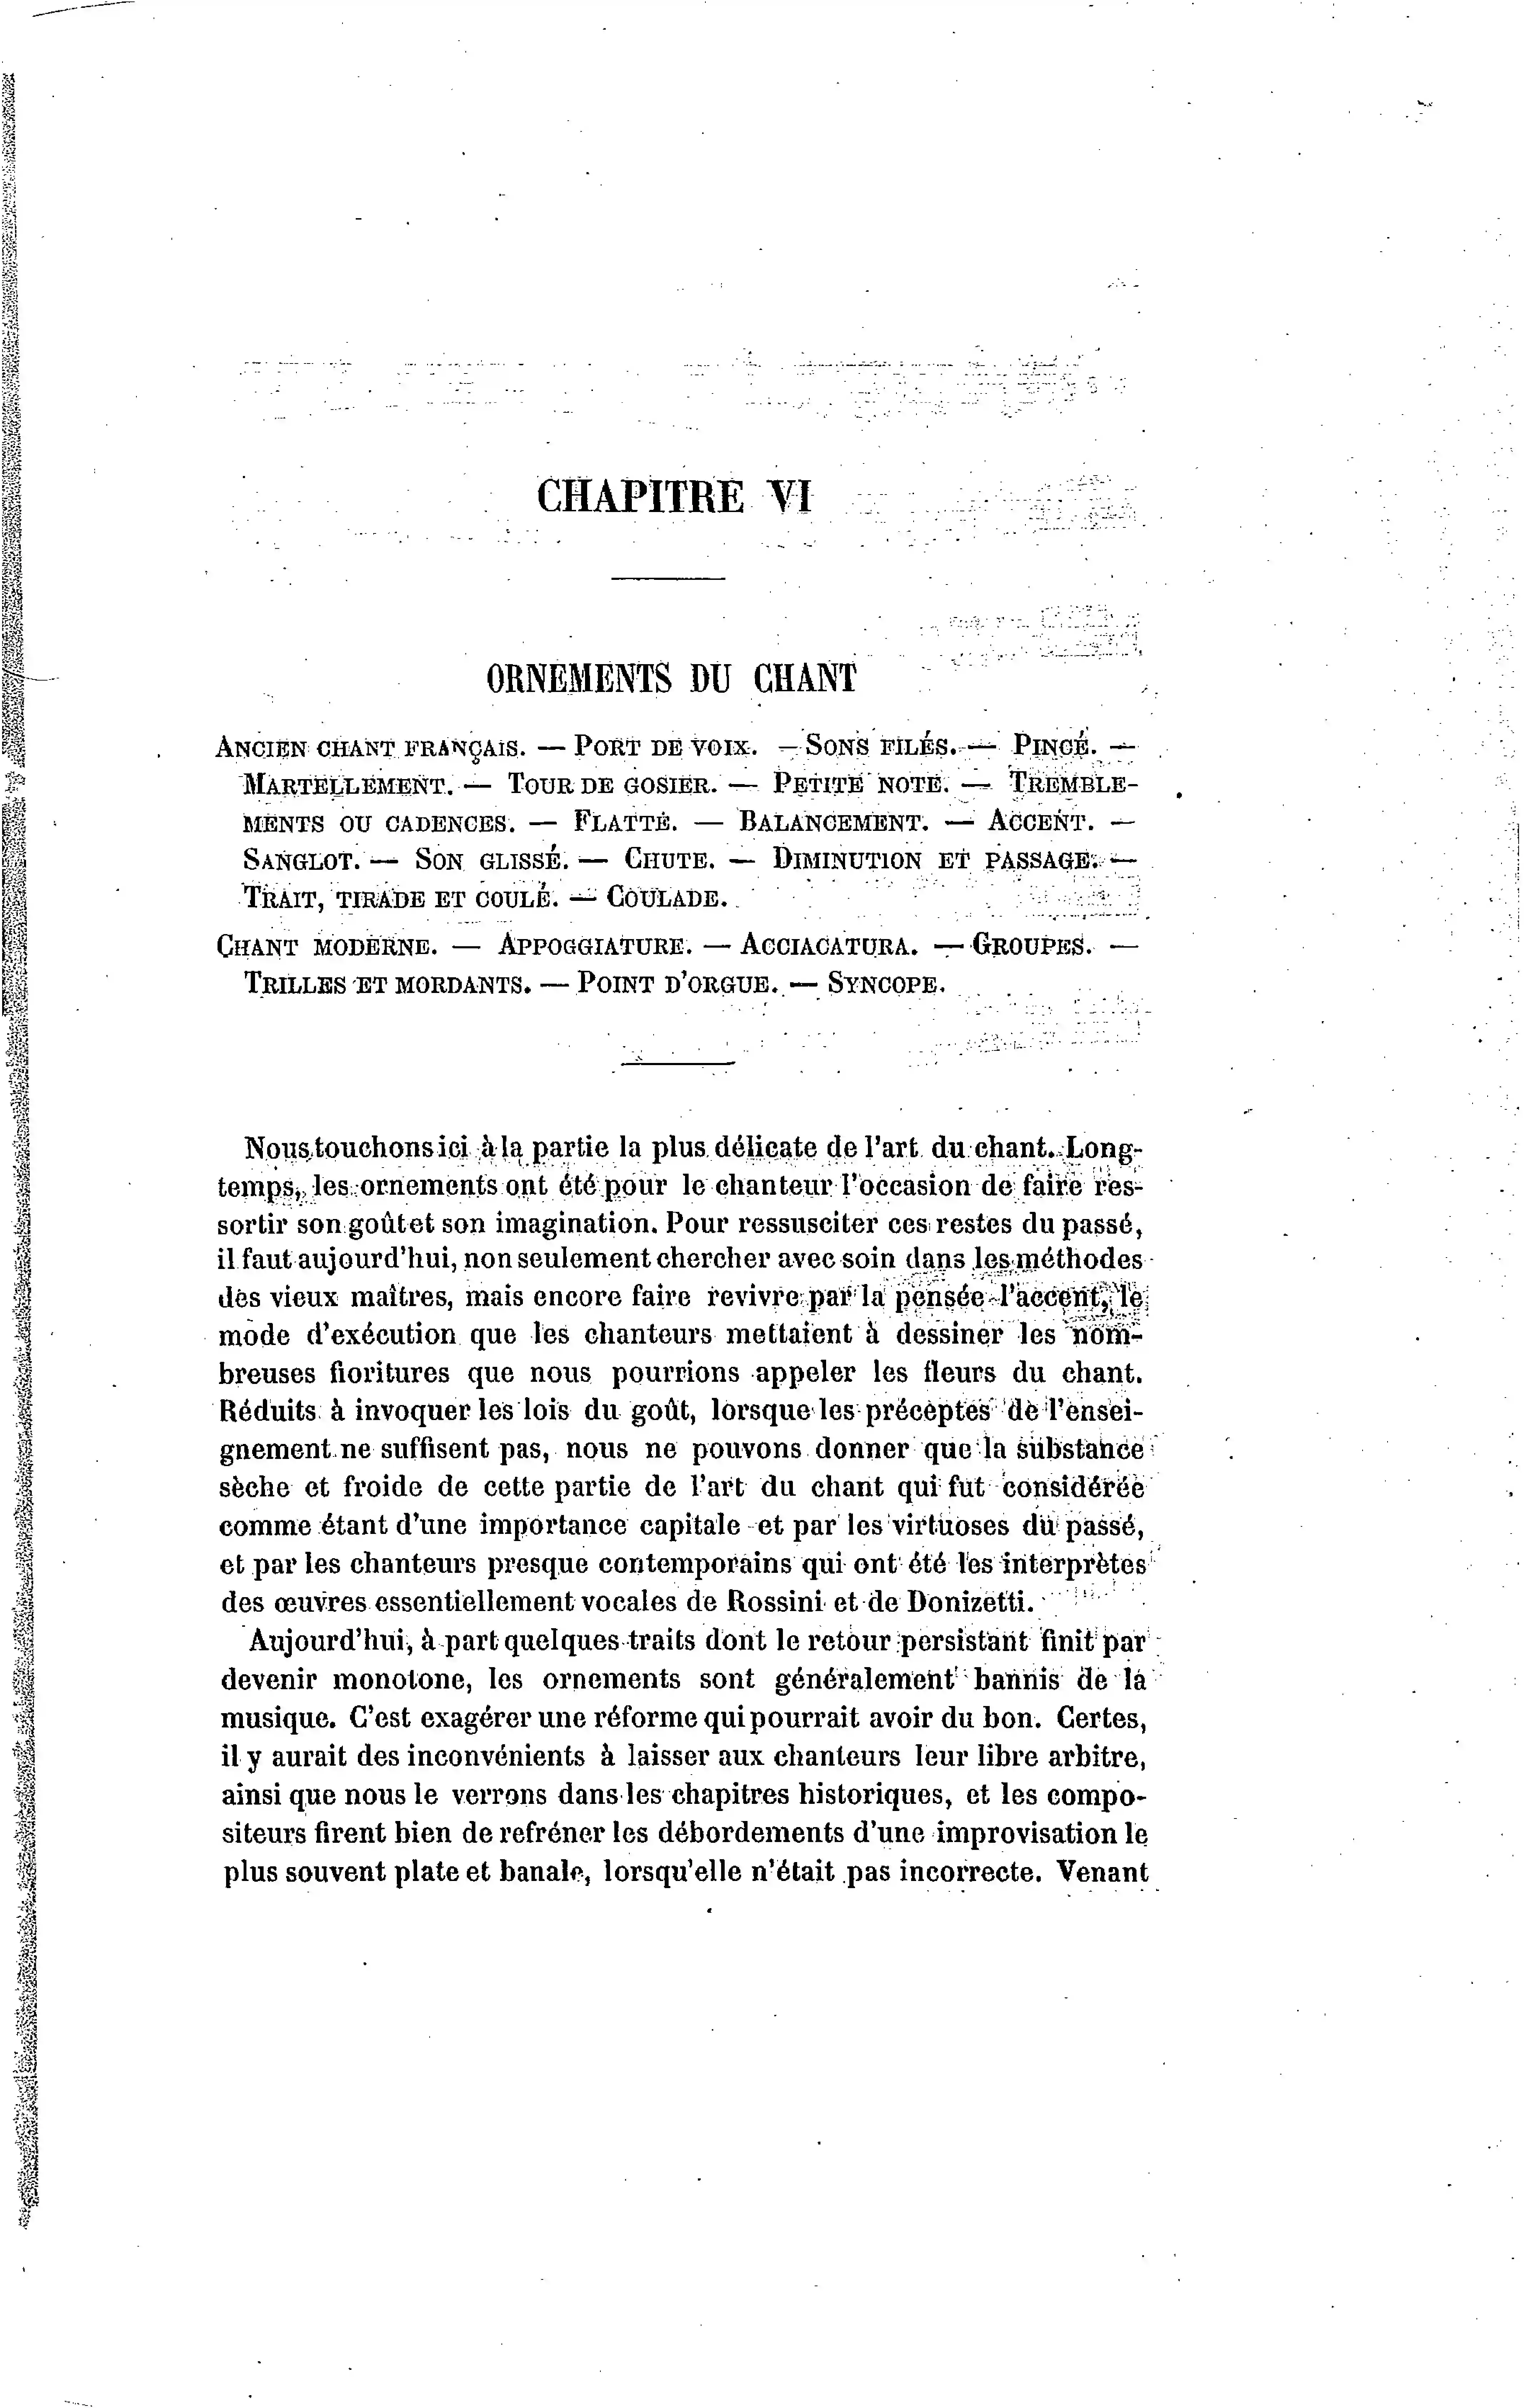 CHAPITRE VI
ORNEMENTS DU CHANT
ANCIEN CHANT FRANÇAIS. — PORT DE VOIX. — SONS FILÉS. — PINCÉ. —
MARTELLEMENT. — TOUR DE GOSIER. — PETITE NOTE. — TREMBLE-
MENTS OU CADENCES. — FLATTÉ. — BALANCEMENT. — ACCENT. —
SANGLOT. — SON GLISSÉ. — CHUTE. — DIMINUTION ET PASSAGE. —
TRAIT, TIRADE ET COULÉ. — COULADE.
CHANT MODERNE. — APPOGGIATURE. — ACCIACATURA. — GROUPES. —
TRILLES ET MORDANTS. — POINT D'ORGUE. — SYNCOPE.
Nous touchons ici à la partie la plus délicate de l'art du chant. Long-
temps, les ornements ont été pour le chanteur l'occasion de faire res-
sortir son goût et son imagination. Pour ressusciter ces restes du passé,
il faut aujourd'hui, non seulement chercher avec soin dans les méthodes
des vieux maîtres, mais encore faire revivre par la pensée l'accent, le
mode d'exécution que les chanteurs mettaient à dessiner les nom-
breuses fioritures que nous pourrions appeler les fleurs du chant.
Réduits à invoquer les lois du goût, lorsque les préceptes de l'ensei-
gnement ne suffisent pas, nous ne pouvons donner que la substance
sèche et froide de cette partie de l'art du chant qui fut considérée
comme étant d'une importance capitale et par les virtuoses du passé,
et par les chanteurs presque contemporains qui ont été les interprètes
des œuvres essentiellement vocales de Rossini et de Donizetti.
Aujourd'hui, à part quelques traits dont le retour persistant finit par
devenir monotone, les ornements sont généralement bannis de la
musique. C'est exagérer une réforme qui pourrait avoir du bon. Certes,
il y aurait des inconvénients à laisser aux chanteurs leur libre arbitre,
ainsi que nous le verrons dans les chapitres historiques, et les compo-
siteurs firent bien de refréner les débordements d'une improvisation le
plus souvent plate et banale, lorsqu'elle n'était pas incorrecte. Venant